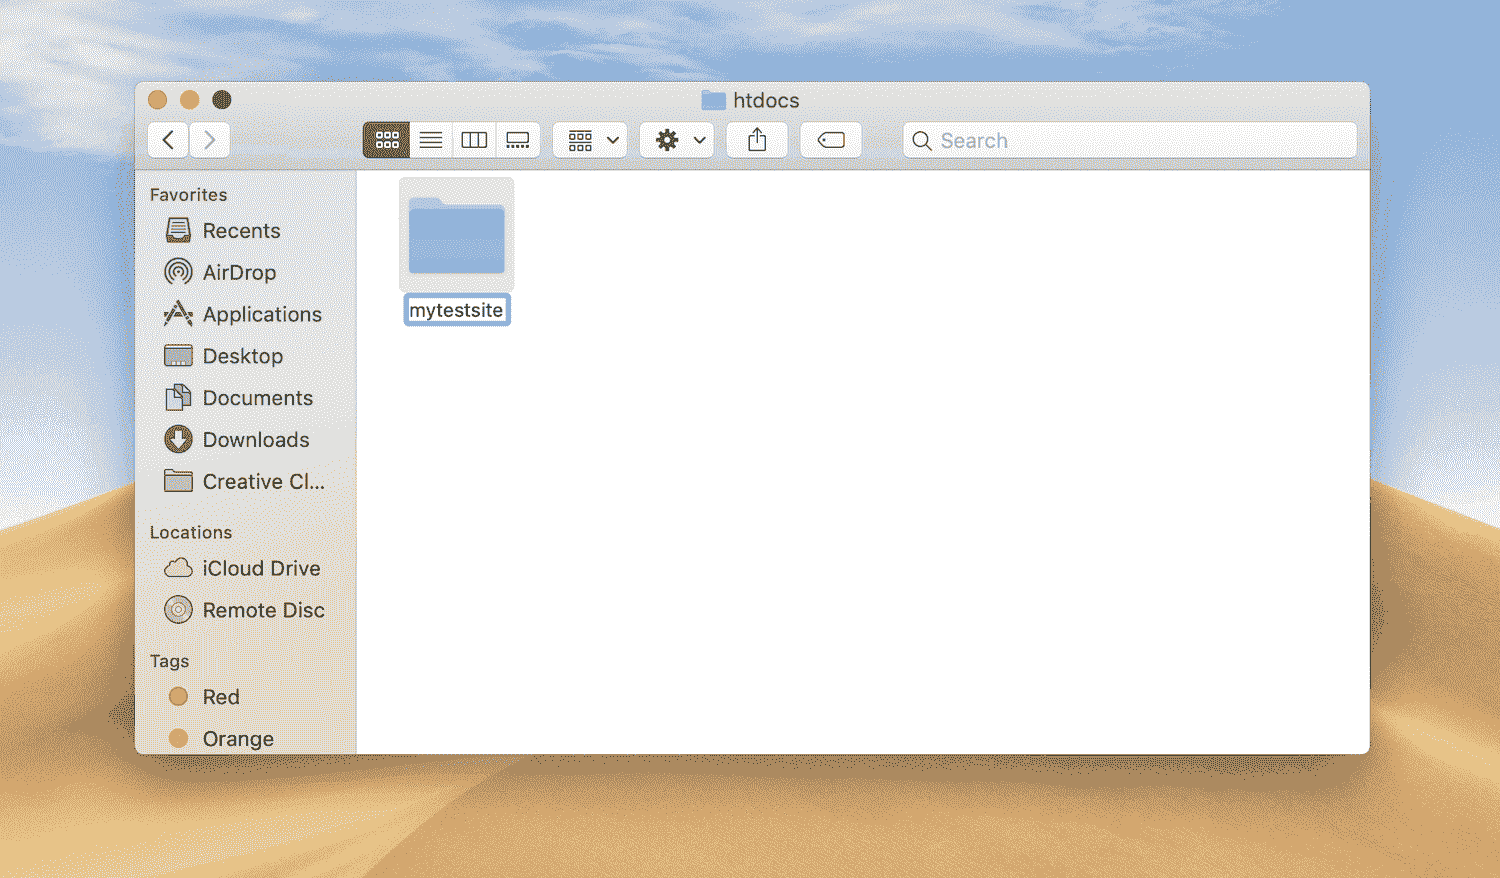 htdocs
Search
Favorites
Recents
AirDrop
Applications
Desktop
Documents
Downloads
Creative Cl...
Locations
iCloud Drive
Remote Disc
Tags
Red
Orange
mytestsite